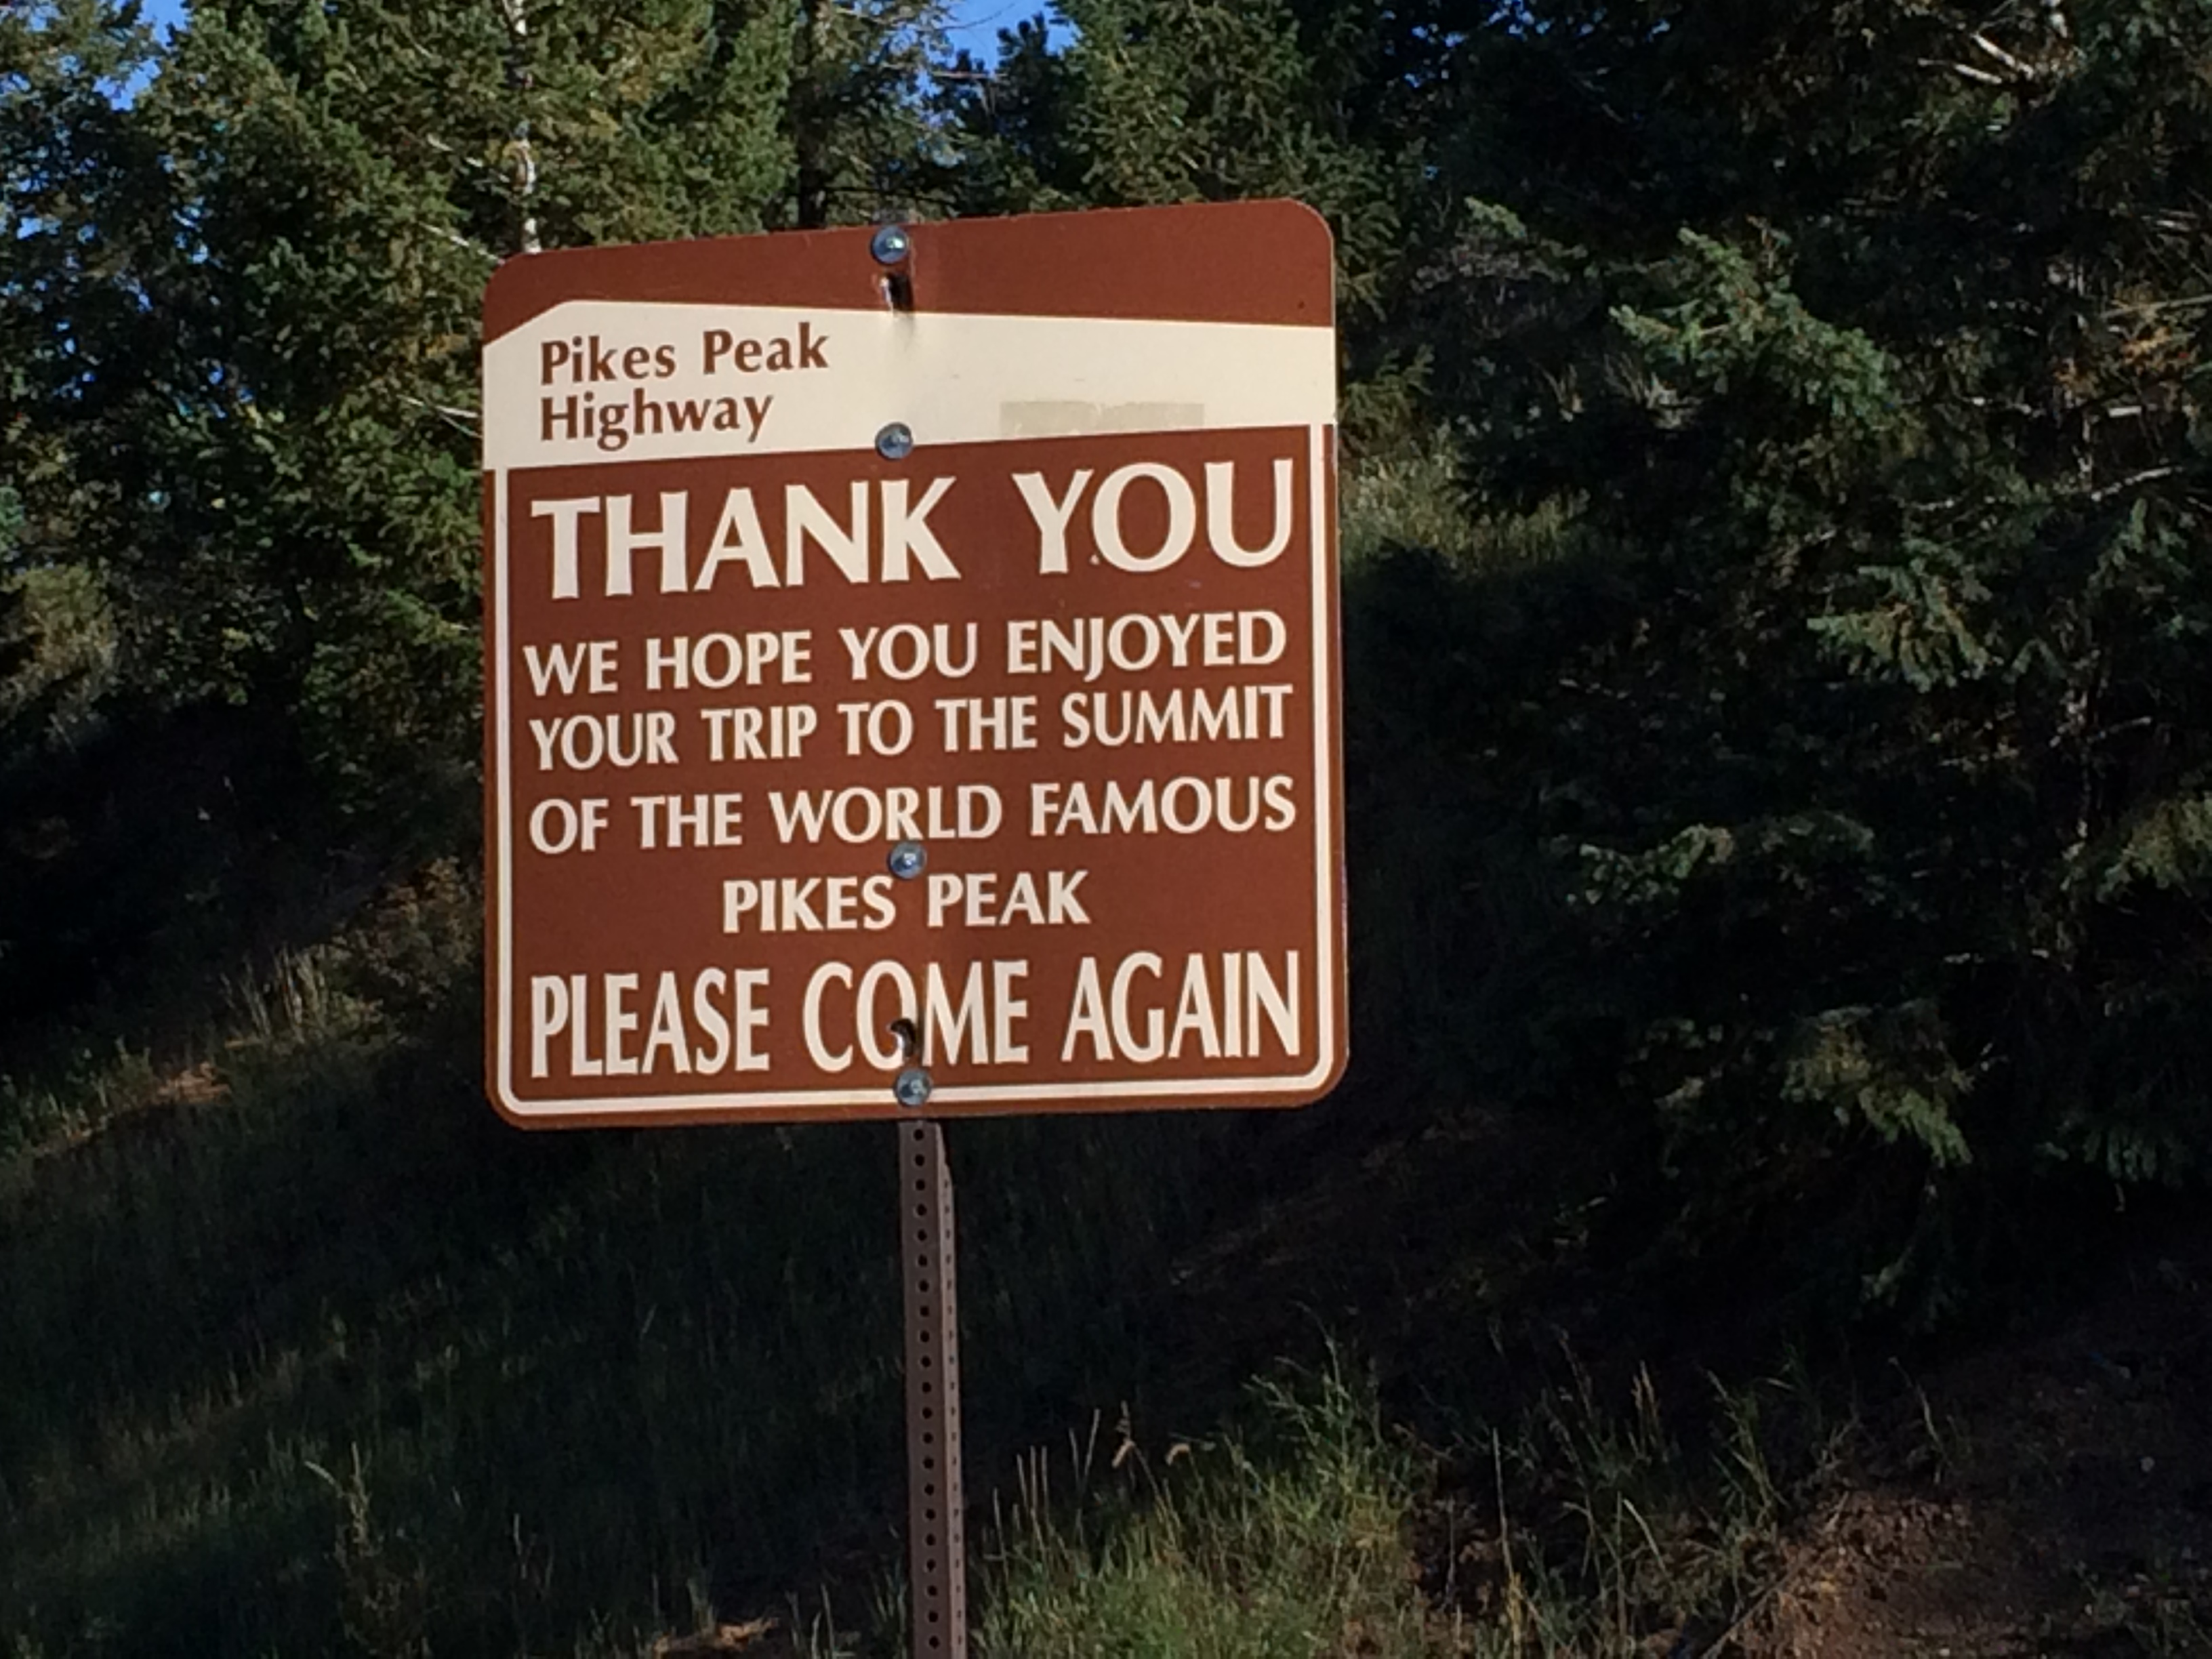 Pikes Peak
Highway
THANK YOU
WE HOPE YOU ENJOYED
YOUR TRIP TO THE SUMMIT
OF THE WORLD FAMOUS
PIKES PEAK
PLEASE COME AGAIN